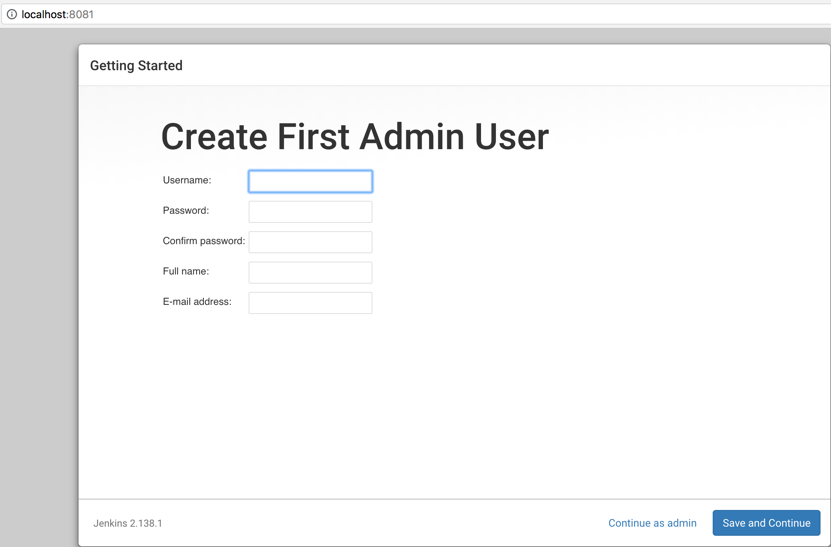 localhost:8081
Getting Started
Create First Admin User
Username:
Password:
Confirm password:
Full name:
E-mail address:
Jenkins 2.138.1 Continue as admin Save and Continue